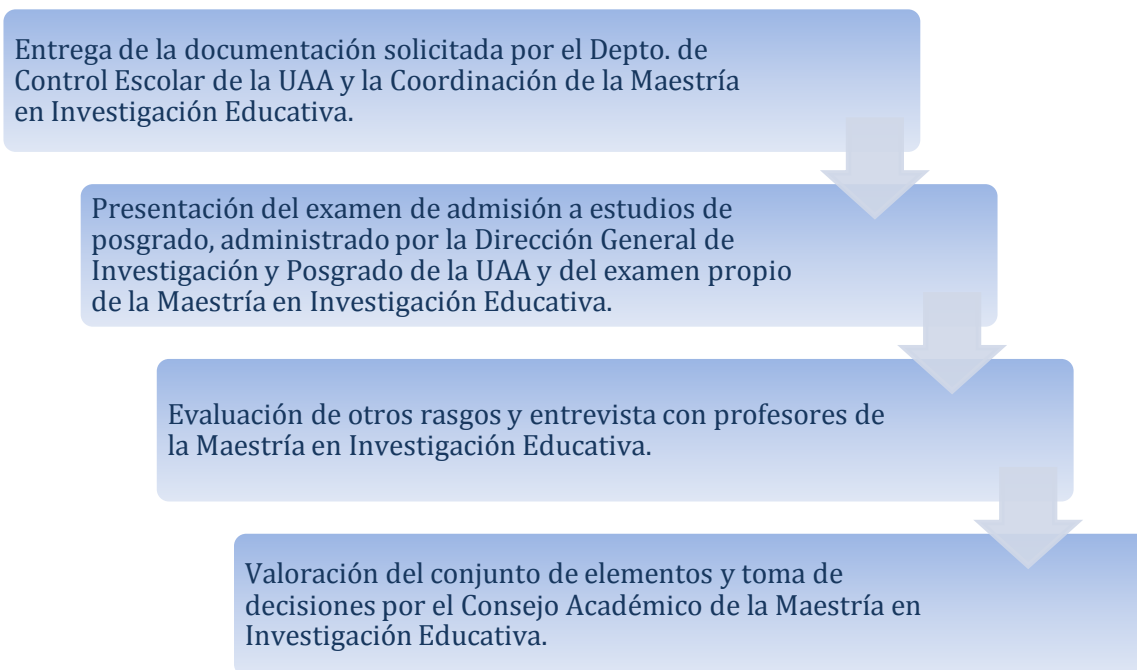 Entrega de la documentación solicitada por el Depto. de
Control Escolar de la UAA y la Coordinación de la Maestría
en Investigación Educativa.
Presentación del examen de admisión a estudios de
posgrado, administrado por la Dirección General de
Investigación y Posgrado de la UAA y del examen propio
de la Maestría en Investigación Educativa.
Evaluación de otros rasgos y entrevista con profesores de
la Maestría en Investigación Educativa.
Valoración del conjunto de elementos y toma de
decisiones por el Consejo Académico de la Maestría en
Investigación Educativa.